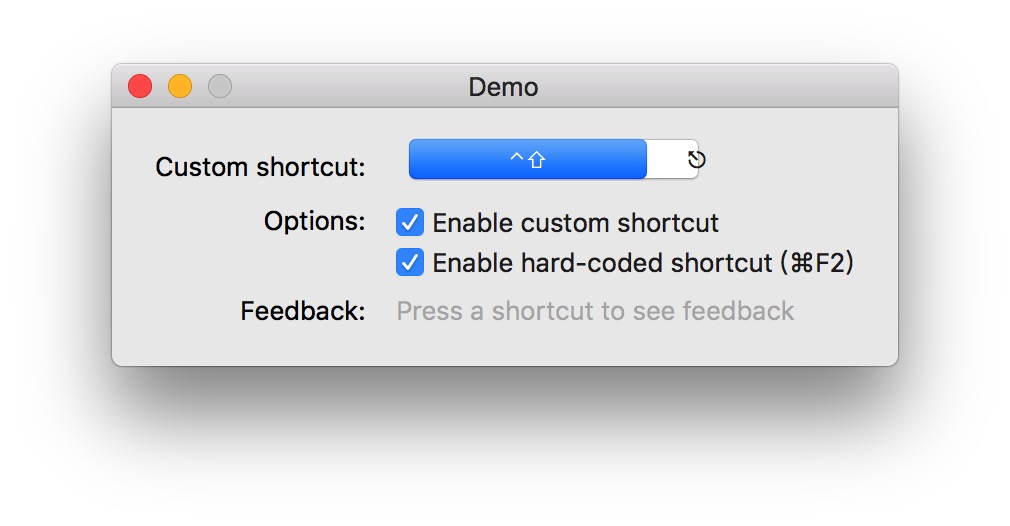 Demo
Custom shortcut: ⌃⇧ ⎋
Options: Enable custom shortcut
Enable hard-coded shortcut (⌘F2)
Feedback: Press a shortcut to see feedback